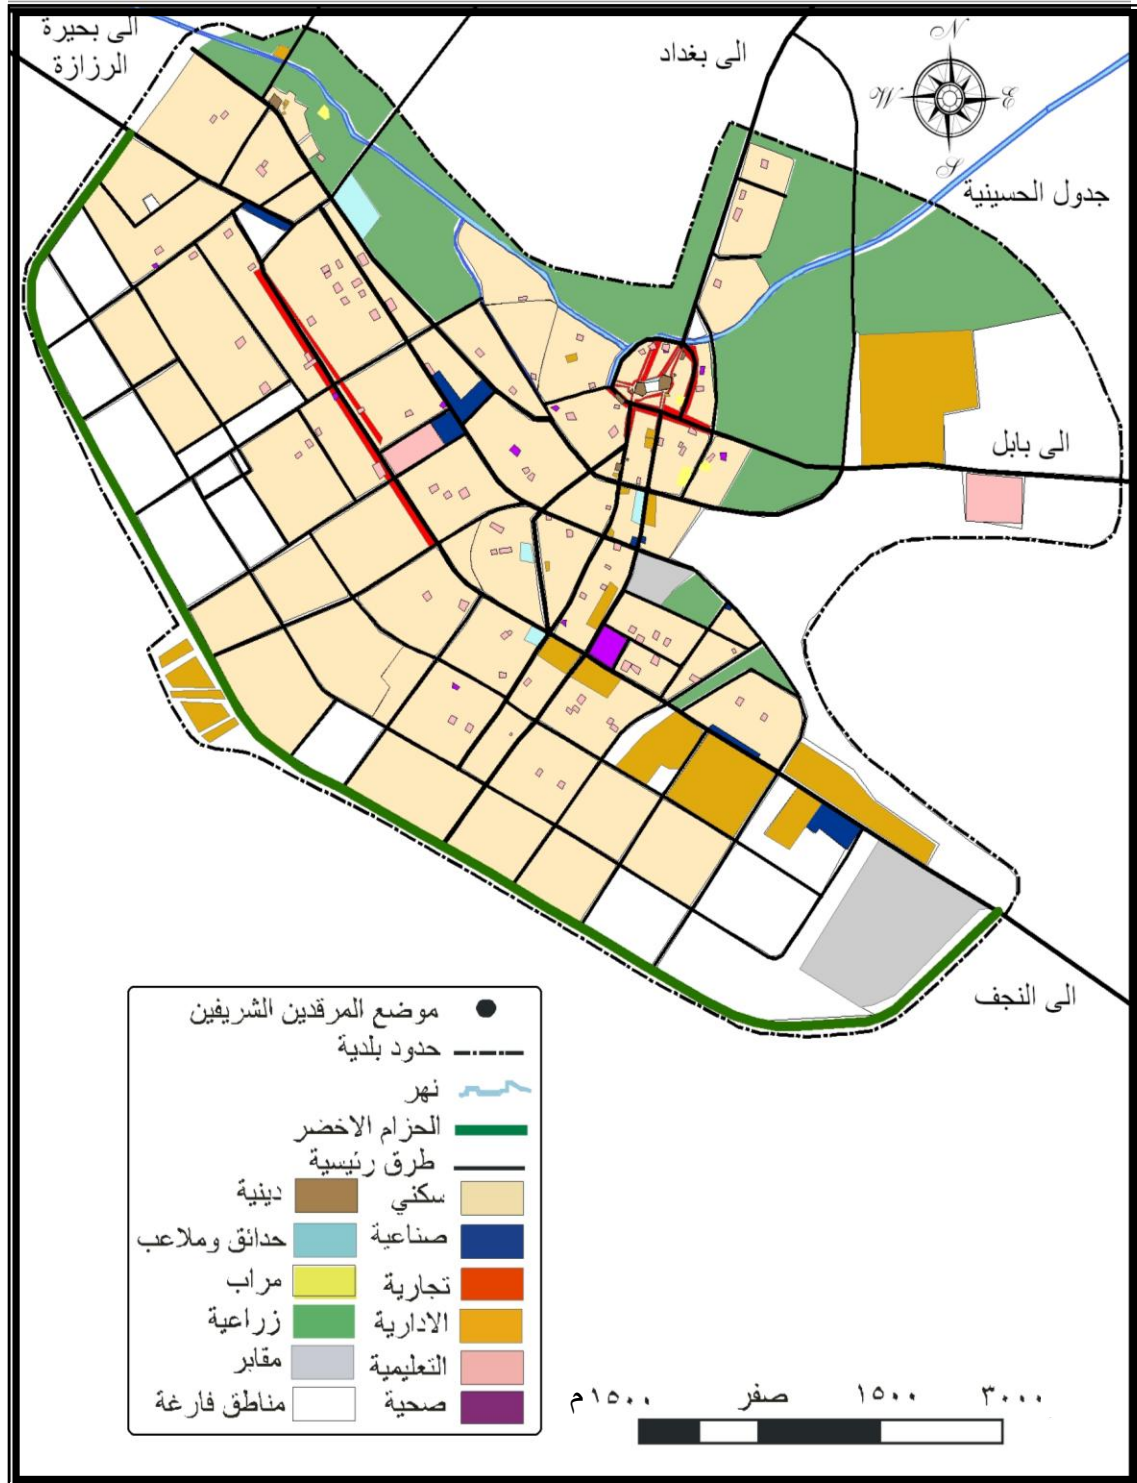 الى بحيرة
الرزازة
الى بغداد
N
W
E
S
جدول الحسينية
الى بابل
الى النجف
موضع المرقدين الشريفين
حدود بلدية
نهر
الحزام الاخضر
طرق رئيسية
سكني
دينية
صناعية
حدائق وملاعب
تجارية
مراب
الادارية
زراعية
التعليمية
مقابر
صحية
مناطق فارغة
١٥٠٠م صفر ١٥٠٠ ٣٠٠٠